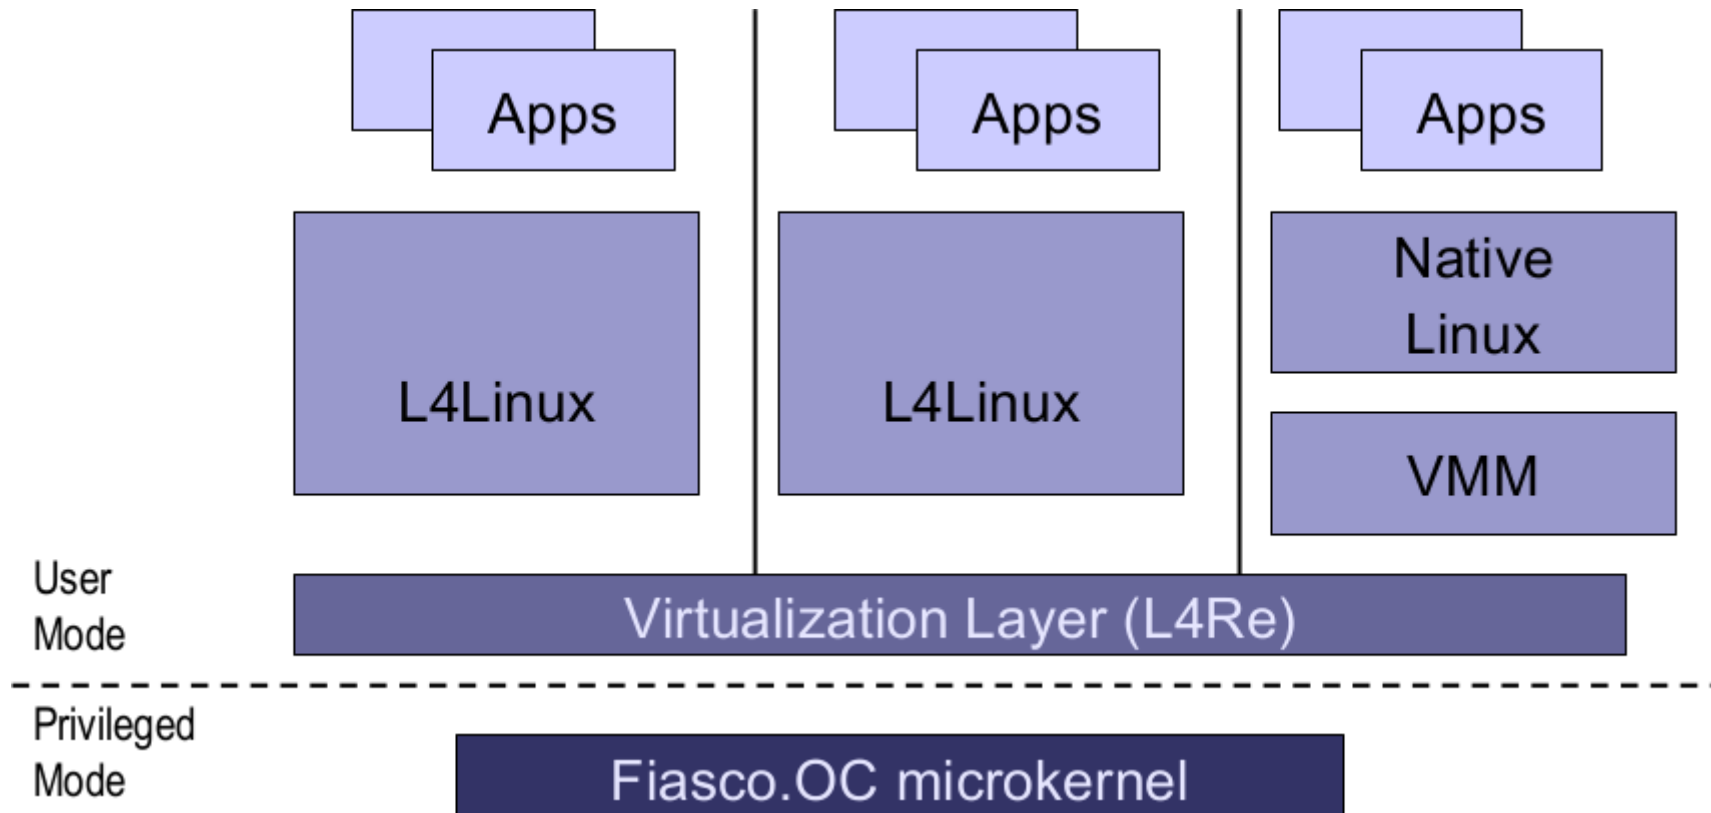 Apps
Apps
Apps
Native
Linux
L4Linux
L4Linux
VMM
User
Mode
Virtualization Layer (L4Re)
Privileged
Mode
Fiasco.OC microkernel